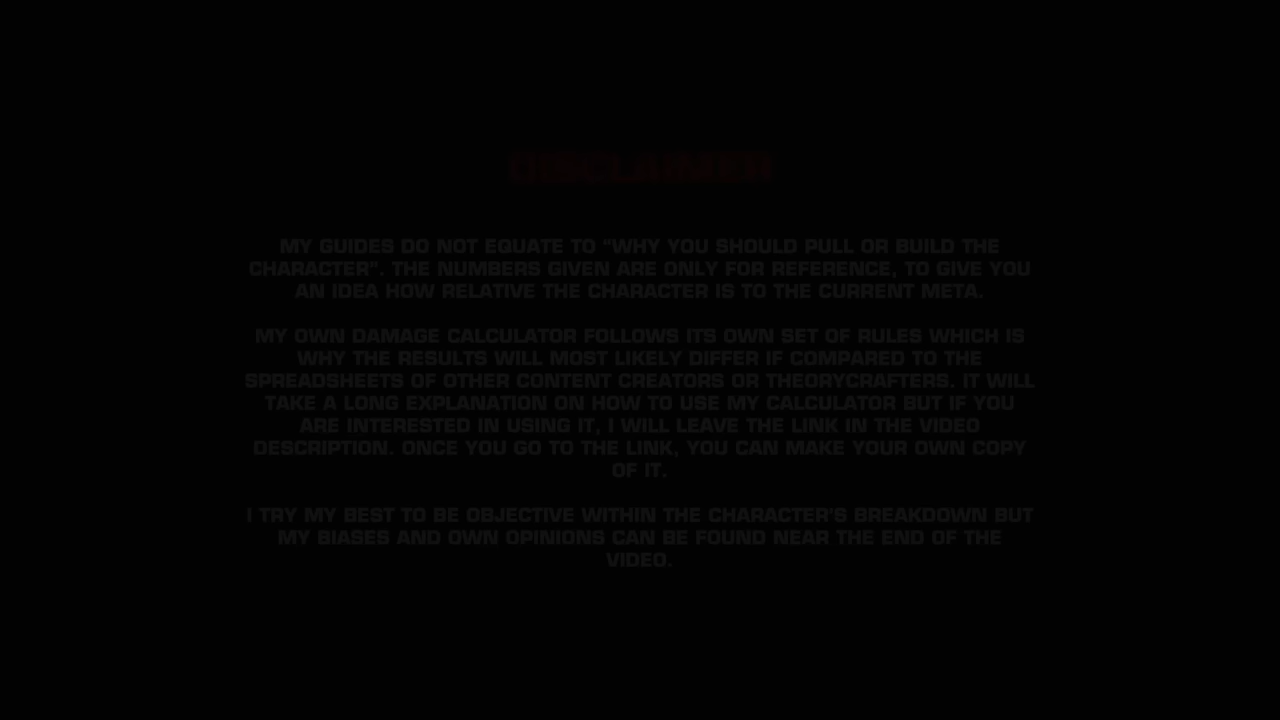 DISCLAIMER
MY GUIDES DO NOT EQUATE TO "WHY YOU SHOULD PULL OR BUILD THE
CHARACTER". THE NUMBERS GIVEN ARE ONLY FOR REFERENCE, TO GIVE YOU
AN IDEA HOW RELATIVE THE CHARACTER IS TO THE CURRENT META.
MY OWN DAMAGE CALCULATOR FOLLOWS ITS OWN SET OF RULES WHICH IS
WHY THE RESULTS WILL MOST LIKELY DIFFER IF COMPARED TO THE
SPREADSHEETS OF OTHER CONTENT CREATORS OR THEORYCRAFTERS. IT WILL
TAKE A LONG EXPLANATION ON HOW TO USE MY CALCULATOR BUT IF YOU
ARE INTERESTED IN USING IT, I WILL LEAVE THE LINK IN THE VIDEO
DESCRIPTION. ONCE YOU GO TO THE LINK, YOU CAN MAKE YOUR OWN COPY
OF IT.
I TRY MY BEST TO BE OBJECTIVE WITHIN THE CHARACTER'S BREAKDOWN BUT
MY BIASES AND OWN OPINIONS CAN BE FOUND NEAR THE END OF THE
VIDEO.